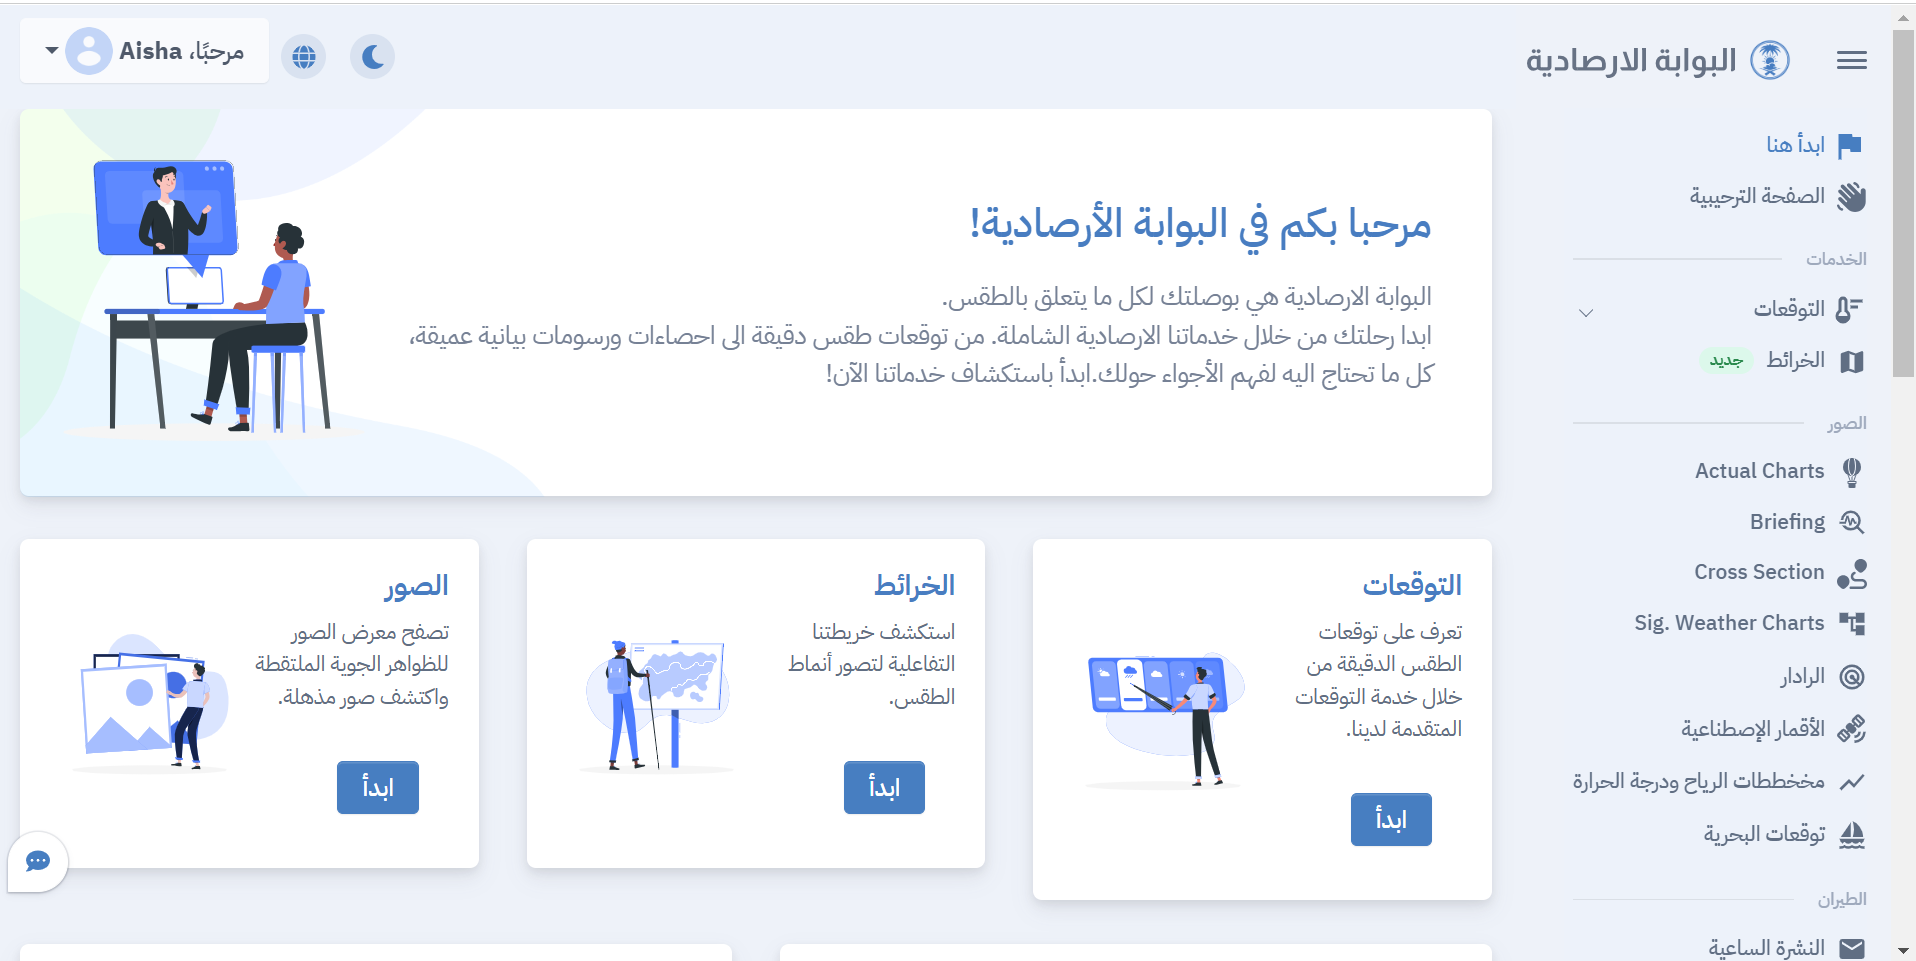 البوابة الارصادية
مرحبًا، Aisha
ابدأ هنا
الصفحة الترحيبية
الخدمات
التوقعات
الخرائط
جديد
الصور
Actual Charts
Briefing
Cross Section
Sig. Weather Charts
الرادار
الأقمار الإصطناعية
مخخططات الرياح ودرجة الحرارة
توقعات البحرية
الطيران
النشرة الساعية
مرحبا بكم في البوابة الأرصادية!
البوابة الارصادية هي بوصلتك لكل ما يتعلق بالطقس.
ابدا رحلتك من خلال خدماتنا الارصادية الشاملة. من توقعات طقس دقيقة الى احصاءات ورسومات بيانية عميقة،
كل ما تحتاج اليه لفهم الأجواء حولك.ابدأ باستكشاف خدماتنا الآن!
التوقعات
تعرف على توقعات
الطقس الدقيقة من
خلال خدمة التوقعات
المتقدمة لدينا.
ابدأ
الخرائط
استكشف خريطتنا
التفاعلية لتصور أنماط
الطقس.
ابدأ
الصور
تصفح معرض الصور
للظواهر الجوية الملتقطة
واكتشف صور مذهلة.
ابدأ